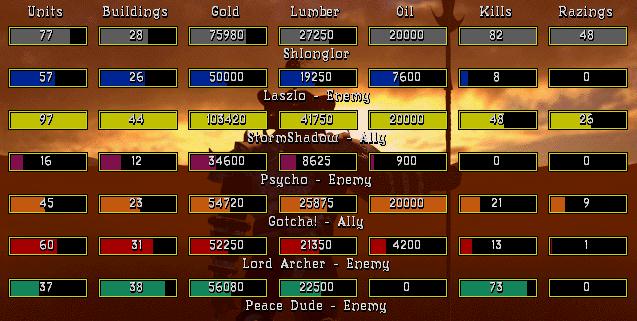 Units Buildings Gold Lumber Oil Kills Razings
77 28 75980 27250 20000 82 48
Shlonglor
57 26 50000 19250 7600 8 0
Laszlo - Enemy
97 44 103420 41750 20000 48 26
StormShadow - Ally
16 12 34600 8625 900 0 0
Psycho - Enemy
45 23 54720 25875 20000 21 9
Gotcha! - Ally
60 31 52250 21350 4200 13 1
Lord Archer - Enemy
37 38 56080 22500 0 73 0
Peace Dude - Enemy